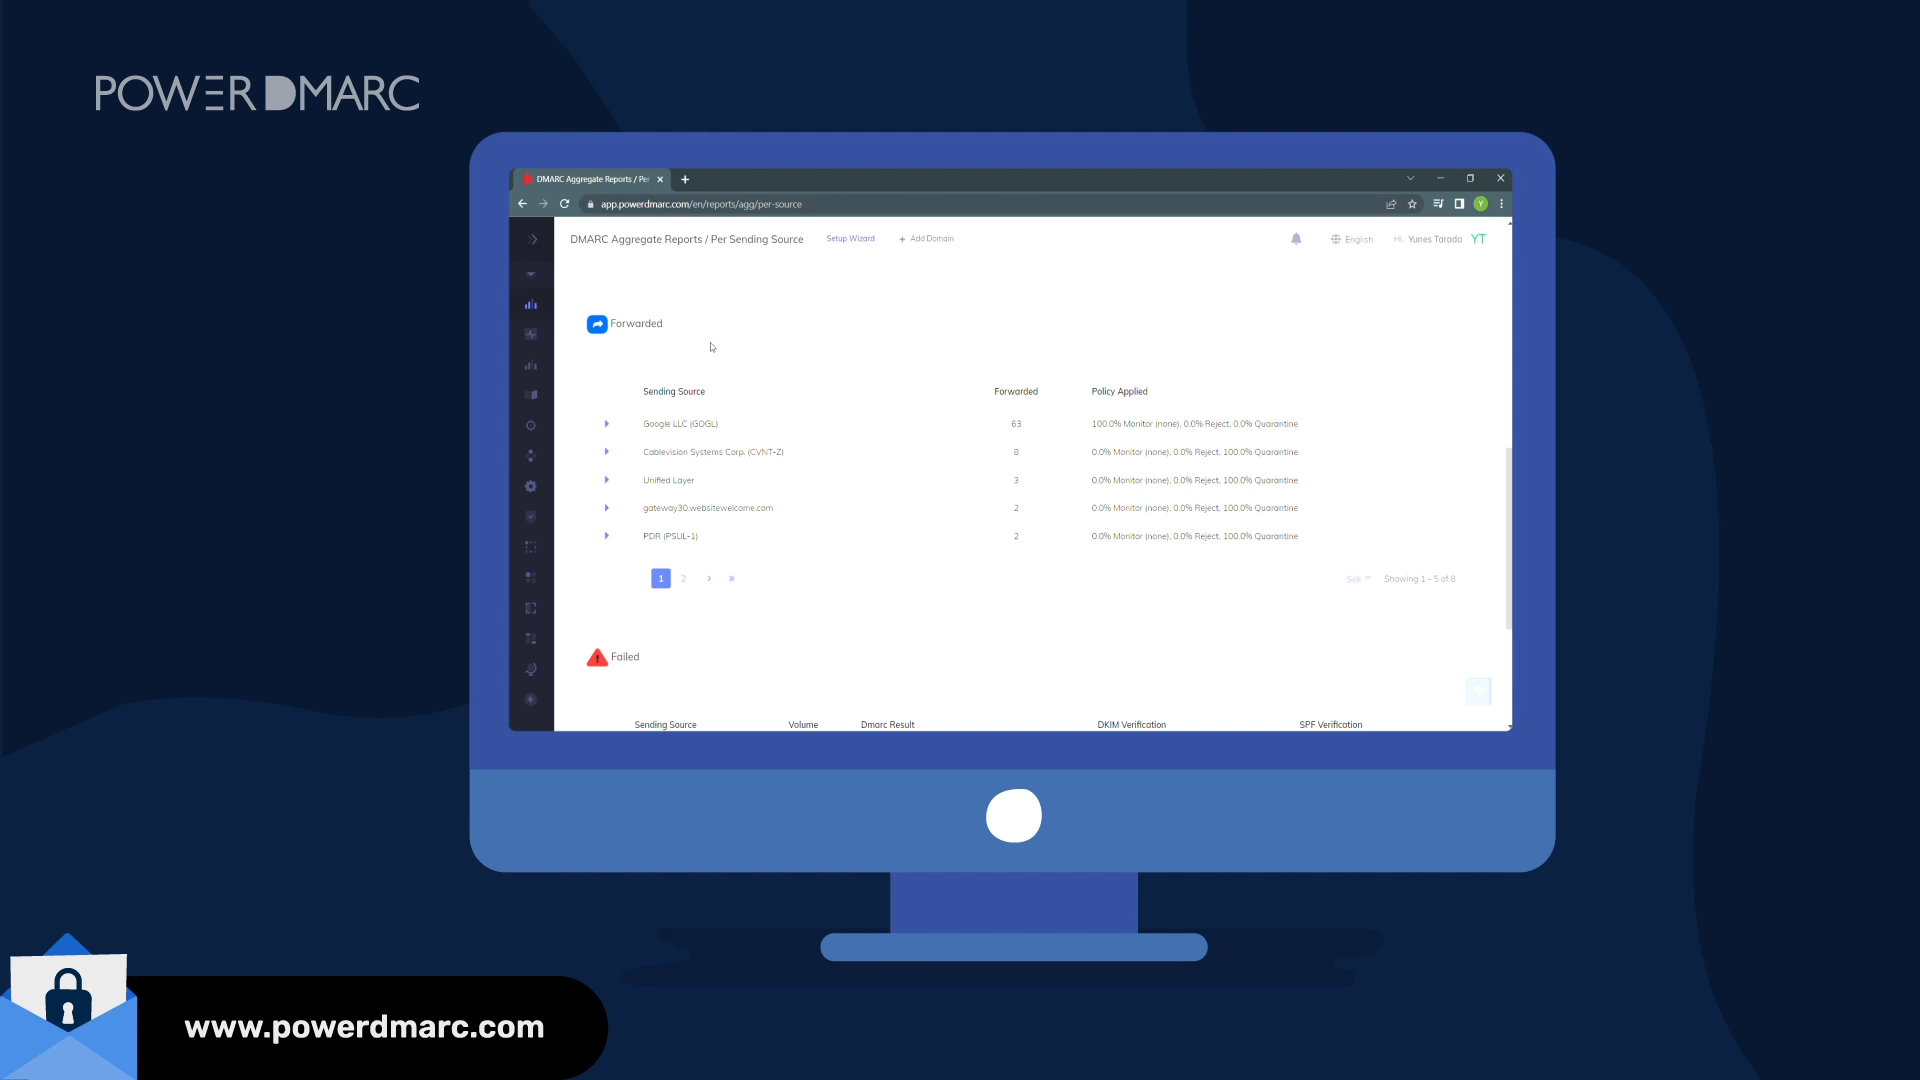 POWER DMARC
DMARC Aggregate Reports / Per
app.powerdmarc.com/en/reports/agg/per-source
DMARC Aggregate Reports / Per Sending Source Setup Wizard + Add Domain English Hi, Yunes Tarada YT
Forwarded
Sending Source Forwarded Policy Applied
Google LLC (GOGL) 63 100.0% Monitor (none), 0.0% Reject, 0.0% Quarantine
Cablevision Systems Corp. (CVNT-Z) 8 0.0% Monitor (none), 0.0% Reject, 100.0% Quarantine
Unified Layer 3 0.0% Monitor (none), 0.0% Reject, 100.0% Quarantine
gateway30.websitewelcome.com 2 0.0% Monitor (none), 0.0% Reject, 100.0% Quarantine
PDR (PSUL-1) 2 0.0% Monitor (none), 0.0% Reject, 100.0% Quarantine
1 2 › » Showing 1 - 5 of 8
Failed
Sending Source Volume Dmarc Result DKIM Verification SPF Verification
www.powerdmarc.com